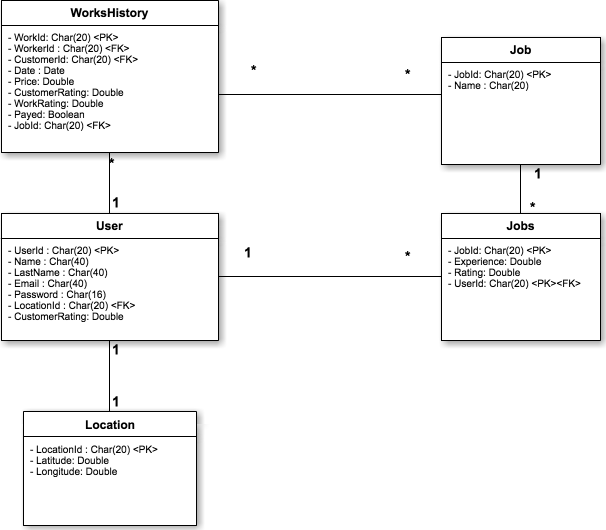 WorksHistory
- WorkId: Char(20) <PK>
- WorkerId : Char(20) <FK>
- CustomerId: Char(20) <FK>
- Date : Date
- Price: Double
- CustomerRating: Double
- WorkRating: Double
- Payed: Boolean
- JobId: Char(20) <FK>
*
*
Job
- JobId: Char(20) <PK>
- Name : Char(20)
*
1
1
*
User
- UserId : Char(20) <PK>
- Name : Char(40)
- LastName : Char(40)
- Email : Char(40)
- Password : Char(16)
- LocationId : Char(20) <FK>
- CustomerRating: Double
1
*
Jobs
- JobId: Char(20) <PK>
- Experience: Double
- Rating: Double
- UserId: Char(20) <PK><FK>
1
1
Location
- LocationId : Char(20) <PK>
- Latitude: Double
- Longitude: Double